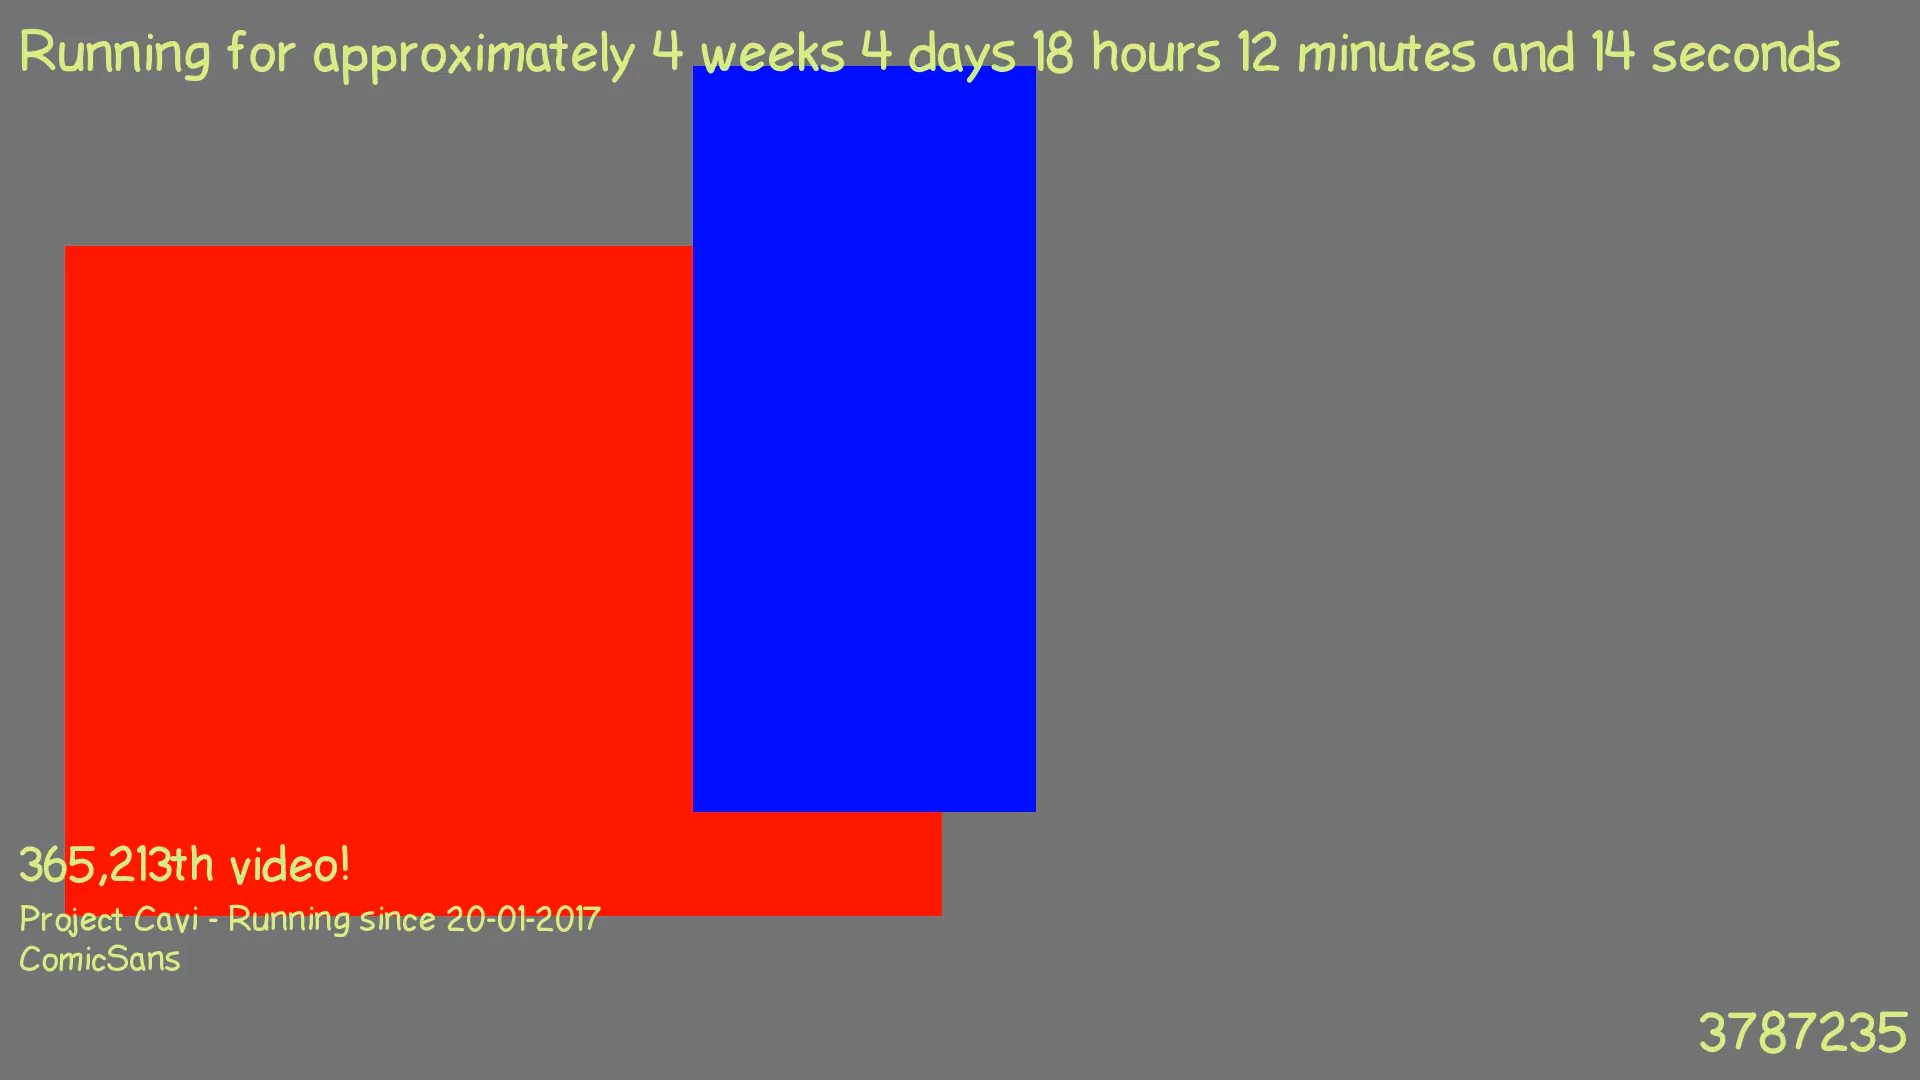 Running for approximately 4 weeks 4 days 18 hours 12 minutes and 14 seconds
365,213th video!
Project Cavi - Running since 20-01-2017
ComicSans
3787235